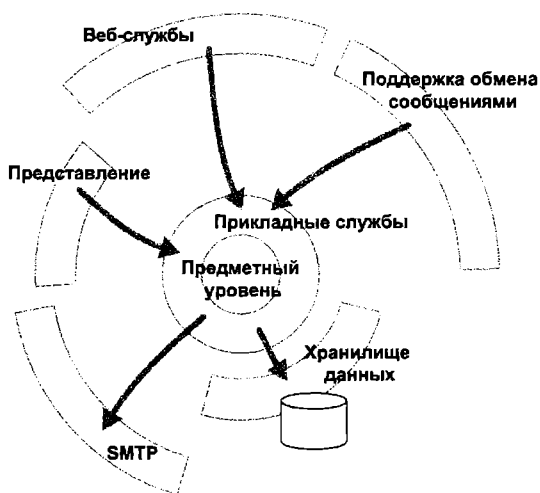 Веб-службы
Поддержка обмена
сообщениями
Представление
Прикладные службы
Предметный
уровень
Хранилище
данных
SMTP